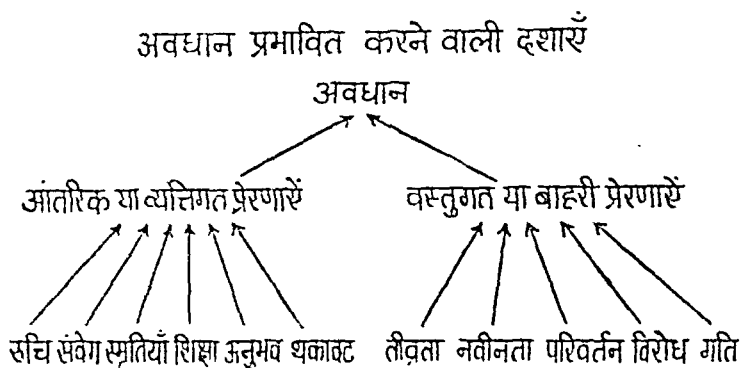 अवधान प्रभावित करने वाली दशाएँ
अवधान
आंतरिक या व्यक्तिगत प्रेरणायें वस्तुगत या बाहरी प्रेरणायें
रुचि संवेग स्मृतियाँ शिक्षा अनुभव थकावट तीव्रता नवीनता परिवर्तन विरोध गति